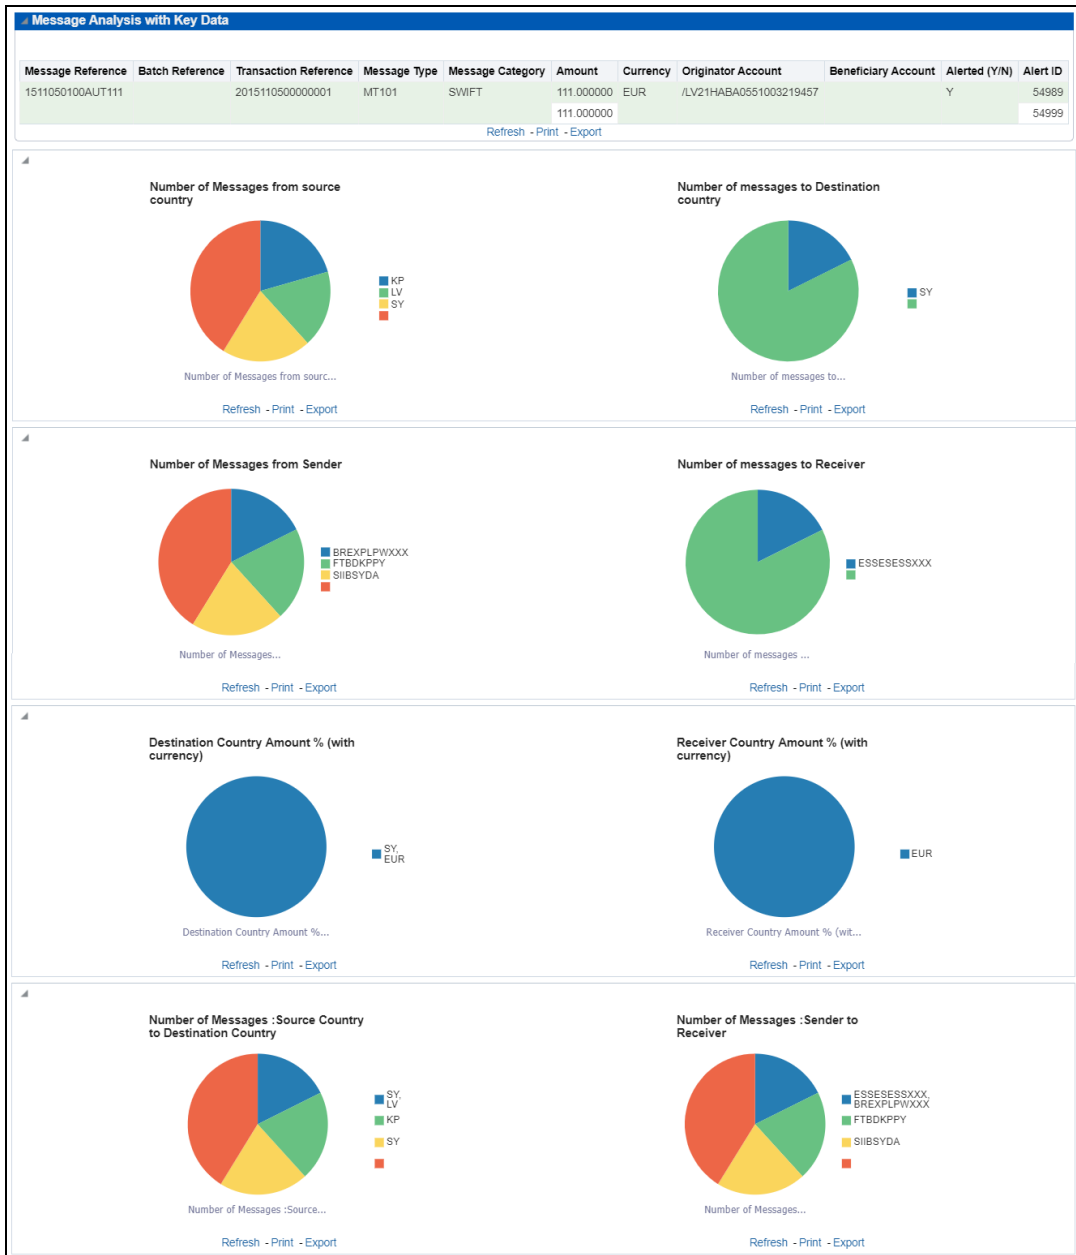 Message Analysis with Key Data
Message Reference Batch Reference Transaction Reference Message Type Message Category Amount Currency Originator Account Beneficiary Account Alerted (Y/N) Alert ID
1511050100AUT111 2015110500000001 MT101 SWIFT 111.000000 EUR /LV21HABA0551003219457 Y 54989
111.000000 54999
Refresh - Print - Export
Number of Messages from source
country
KP
LV
SY
Number of Messages from sourc...
Refresh - Print - Export
Number of messages to Destination
country
SY
Number of messages to...
Refresh - Print - Export
Number of Messages from Sender
BREXPLPWXXX
FTBDKPPY
SIIBSYDA
Number of Messages...
Refresh - Print - Export
Number of messages to Receiver
ESSESESSXXX
Number of messages ...
Refresh - Print - Export
Destination Country Amount % (with
currency)
SY,
EUR
Destination Country Amount %...
Refresh - Print - Export
Receiver Country Amount % (with
currency)
EUR
Receiver Country Amount % (wit...
Refresh - Print - Export
Number of Messages :Source Country
to Destination Country
SY,
LV
KP
SY
Number of Messages :Source...
Refresh - Print - Export
Number of Messages :Sender to
Receiver
ESSESESSXXX,
BREXPLPWXXX
FTBDKPPY
SIIBSYDA
Number of Messages...
Refresh - Print - Export